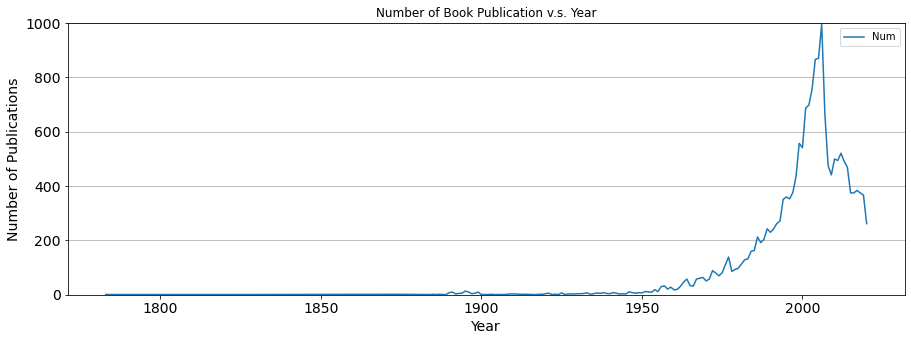 Number of Book Publication v.s. Year
Num
1000
800
600
400
200
0
Number of Publications
1800
1850
1900
1950
2000
Year